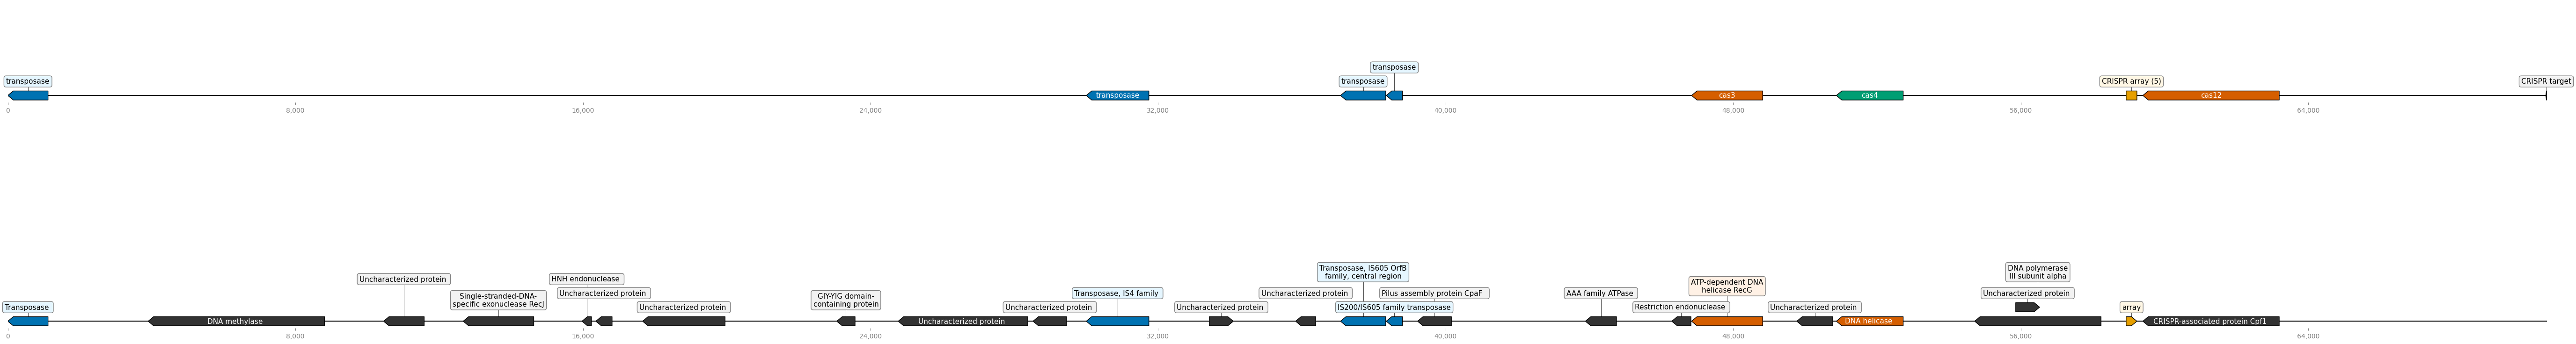 transposase
transposase
CRISPR array (5)
CRISPR target
transposase
cas3
cas4
cas12
transposase
0
8,000
16,000
24,000
32,000
40,000
48,000
56,000
64,000
Transposase, IS605 OrfB
family, central region
DNA polymerase
III subunit alpha
Uncharacterized protein
HNH endonuclease
ATP-dependent DNA
helicase RecG
Single-stranded-DNA-
specific exonuclease RecJ
Uncharacterized protein
GIY-YIG domain-
containing protein
Transposase, IS4 family
Uncharacterized protein
Pilus assembly protein CpaF
AAA family ATPase
Uncharacterized protein
Transposase
Uncharacterized protein
Uncharacterized protein
Uncharacterized protein
IS200/IS605 family transposase
Restriction endonuclease
Uncharacterized protein
array
DNA methylase
Uncharacterized protein
DNA helicase
CRISPR-associated protein Cpf1
0
8,000
16,000
24,000
32,000
40,000
48,000
56,000
64,000